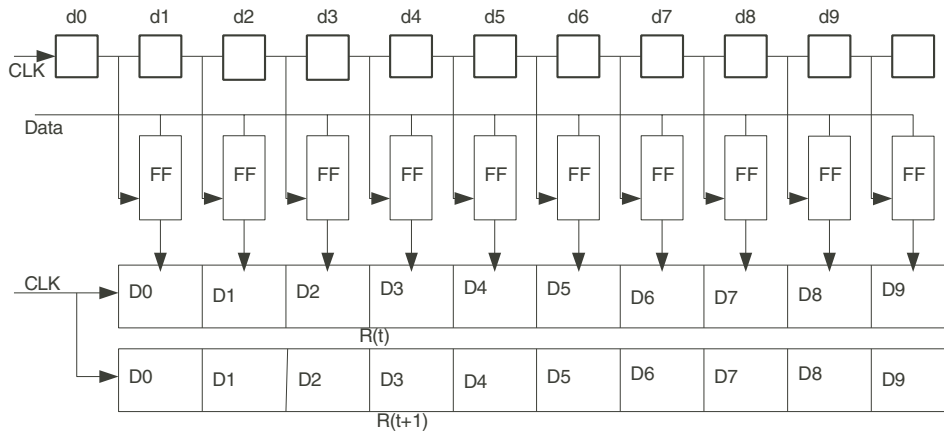 d0 d1 d2 d3 d4 d5 d6 d7 d8 d9
CLK
Data
FF FF FF FF FF FF FF FF FF FF
CLK
D0 D1 D2 D3 D4 D5 D6 D7 D8 D9
R(t)
D0 D1 D2 D3 D4 D5 D6 D7 D8 D9
R(t+1)